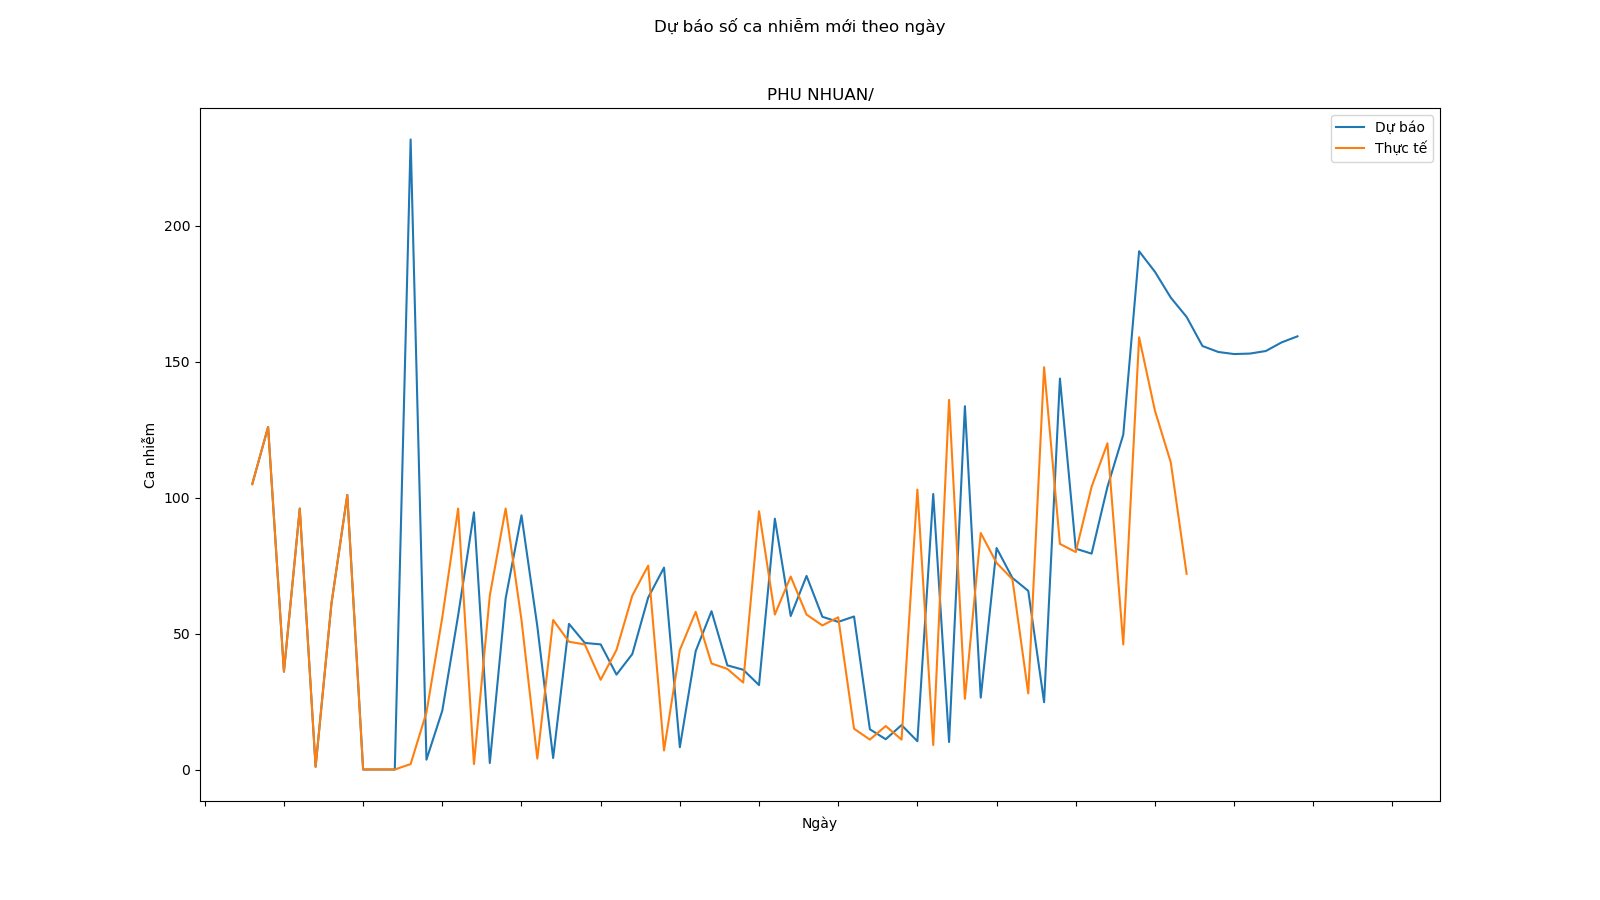 Dự báo số ca nhiễm mới theo ngày
PHU NHUAN/
Dự báo
Thực tế
200
150
100
50
0
Ca nhiễm
Ngày